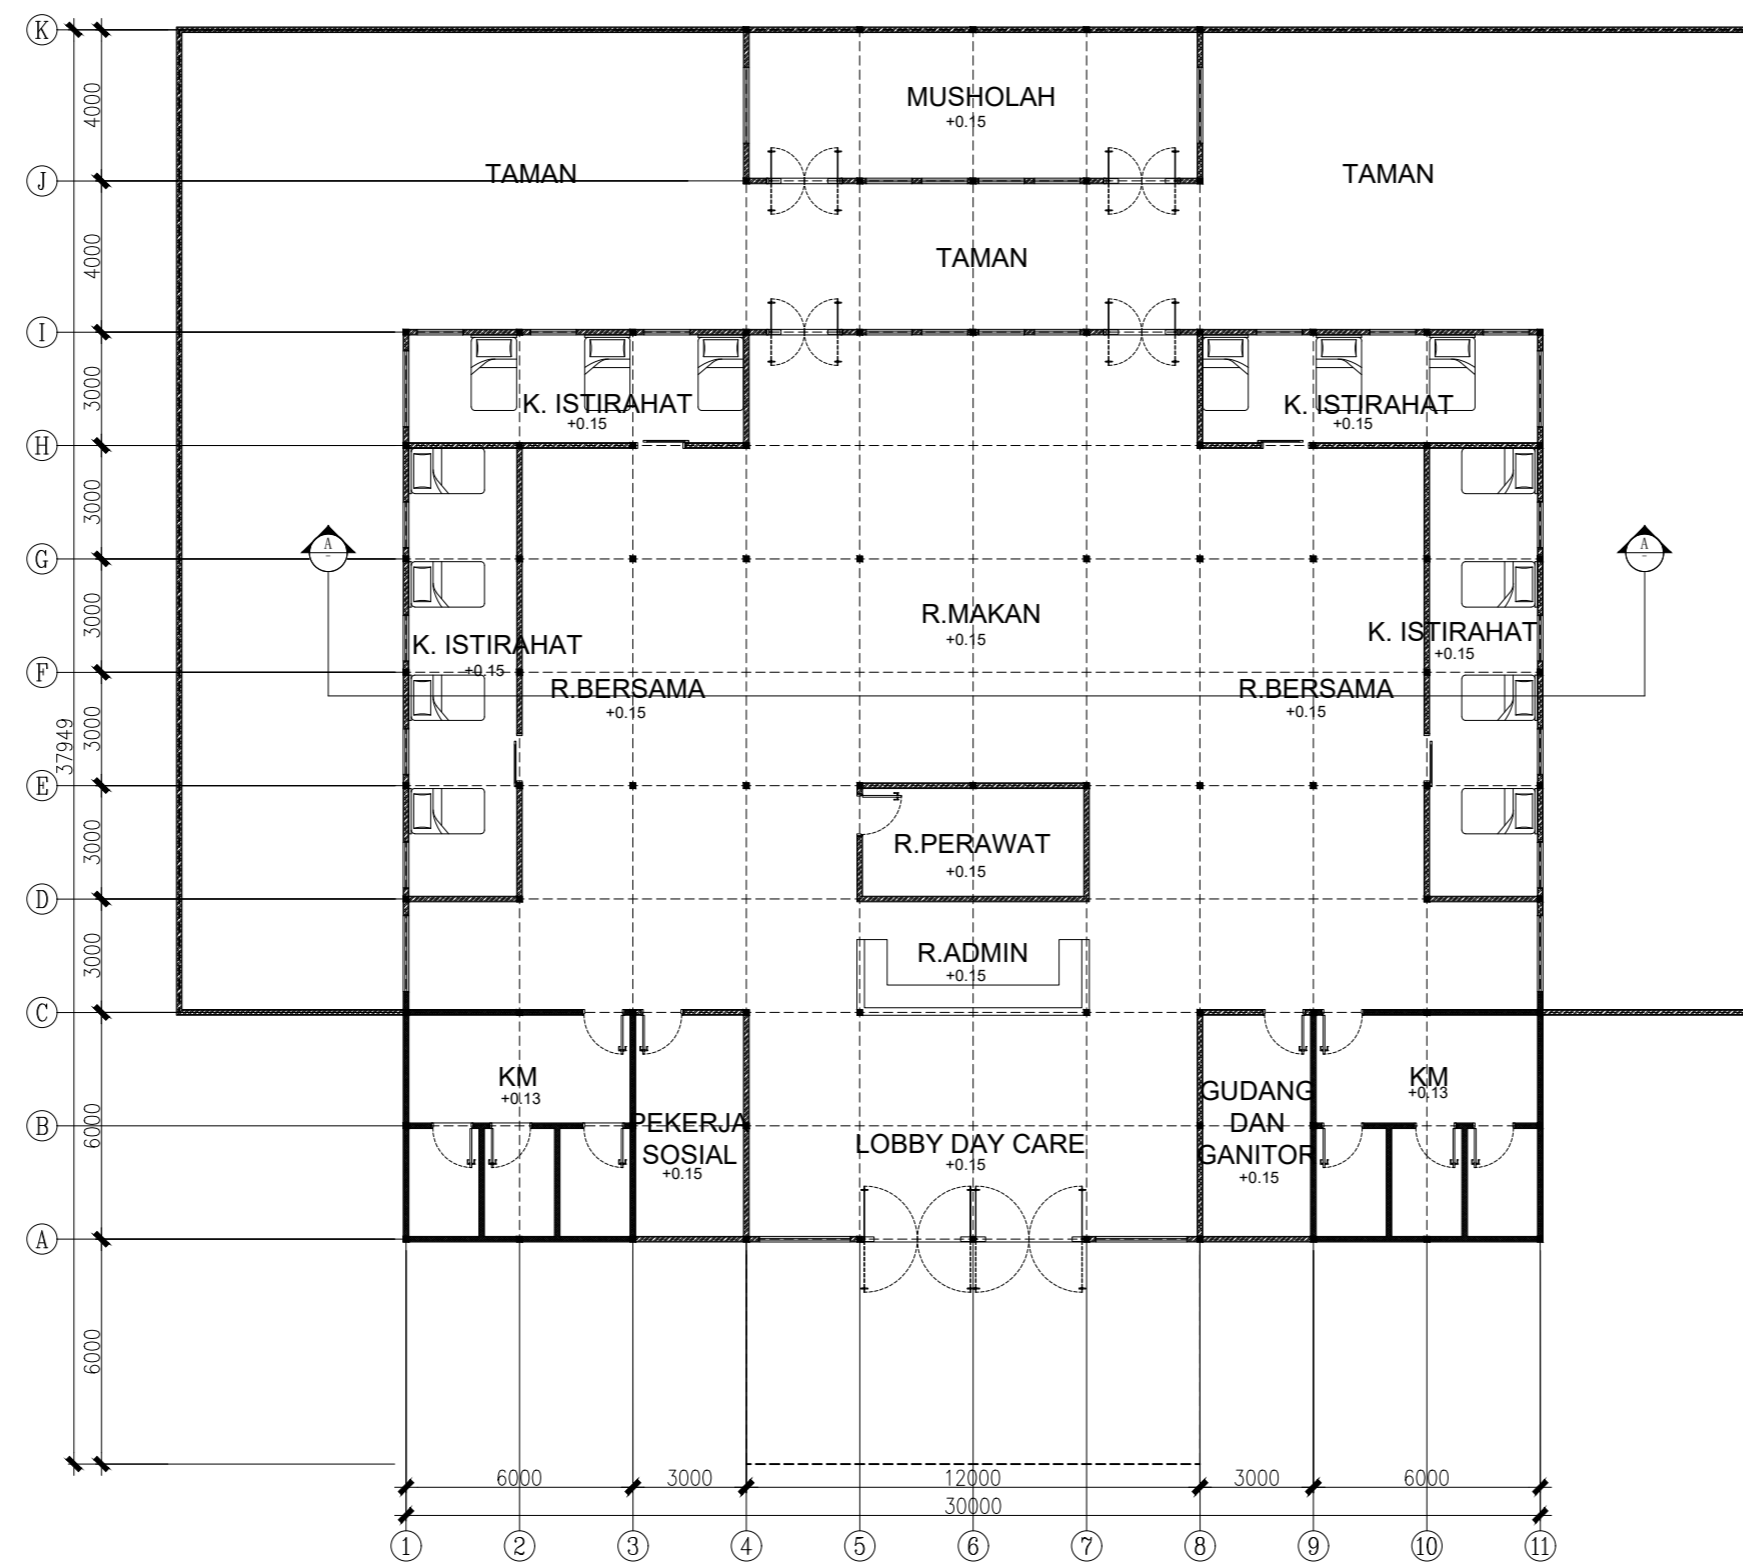 K
4000
MUSHOLAH
+0.15
TAMAN
TAMAN
J
4000
TAMAN
I
3000
K. ISTIRAHAT
+0.15
K. ISTIRAHAT
+0.15
H
3000
A
A
G
3000
R.MAKAN
+0.15
K. ISTIRAHAT
+0.15
K. ISTIRAHAT
+0.15
F
R.BERSAMA
+0.15
R.BERSAMA
+0.15
3000
37949
E
3000
R.PERAWAT
+0.15
D
3000
R.ADMIN
+0.15
C
KM
+0.13
KM
+0.13
GUDANG
DAN
GANITOR
+0.15
B
6000
PEKERJA
SOSIAL
+0.15
LOBBY DAY CARE
+0.15
A
6000
6000
3000
12000
3000
6000
30000
1
2
3
4
5
6
7
8
9
10
11